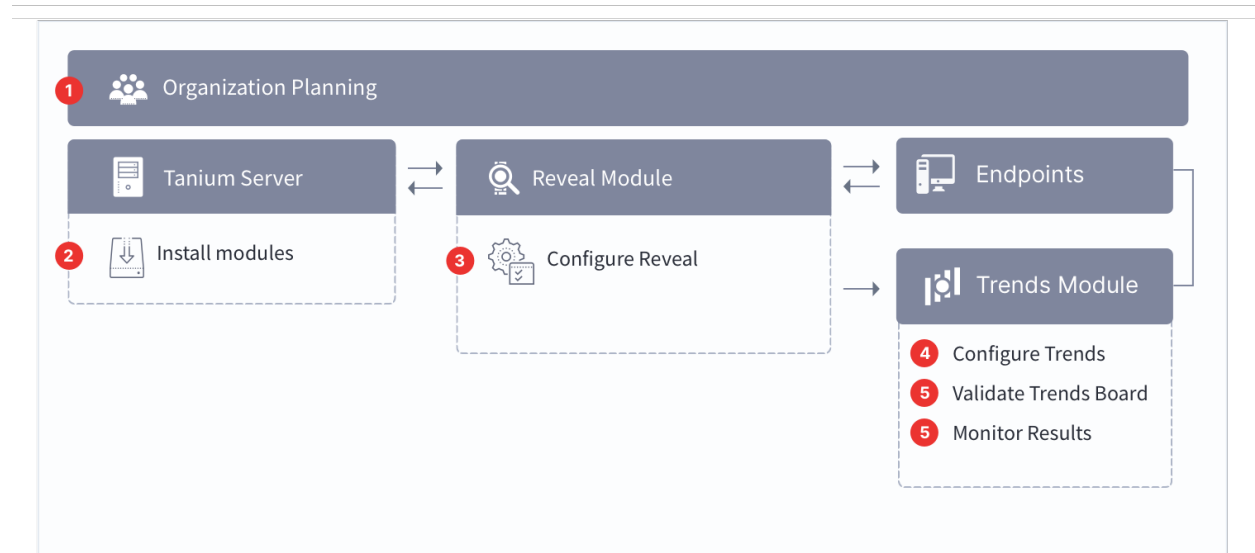 1 Organization Planning
Tanium Server
2 Install modules
Reveal Module
3 Configure Reveal
Endpoints
Trends Module
4 Configure Trends
5 Validate Trends Board
5 Monitor Results